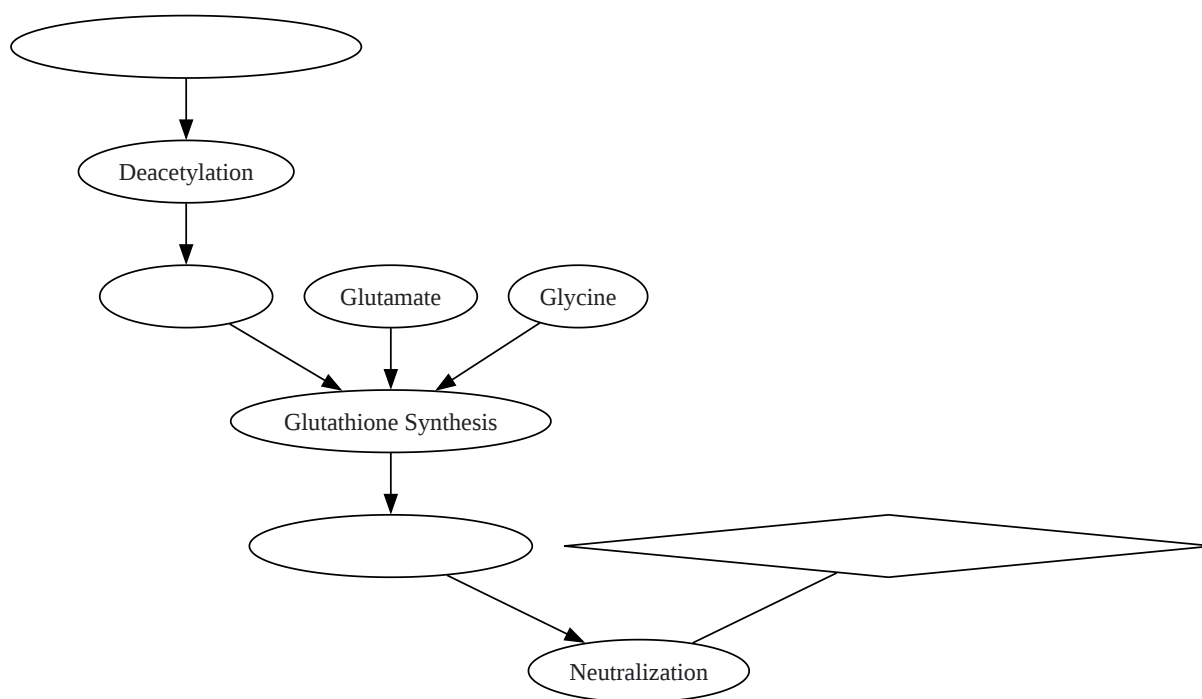 Deacetylation
Glutamate
Glycine
Glutathione Synthesis
Neutralization